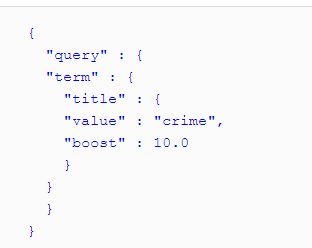 {
"query" : {
"term" : {
"title" : {
"value" : "crime",
"boost" : 10.0
}
}
}
}